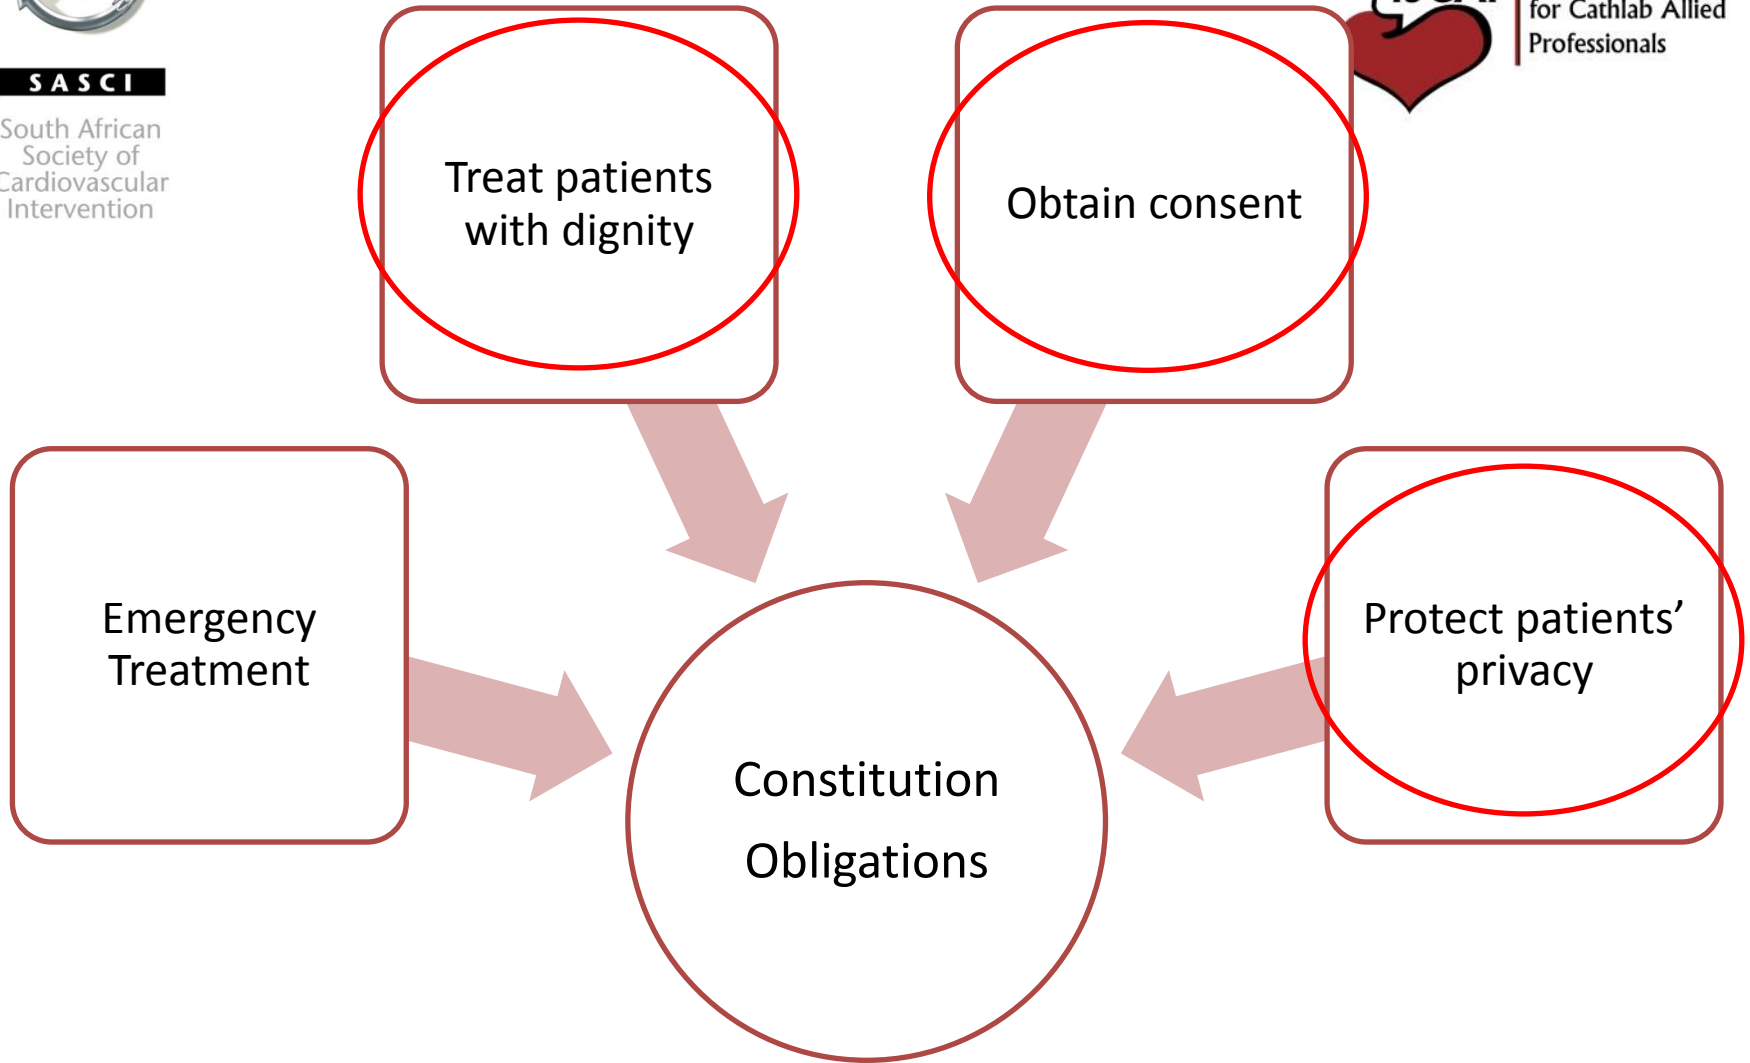 SASCI
South African
Society of
Cardiovascular
Intervention
for Cathlab Allied
Professionals
Treat patients
with dignity
Obtain consent
Emergency
Treatment
Protect patients’
privacy
Constitution
Obligations